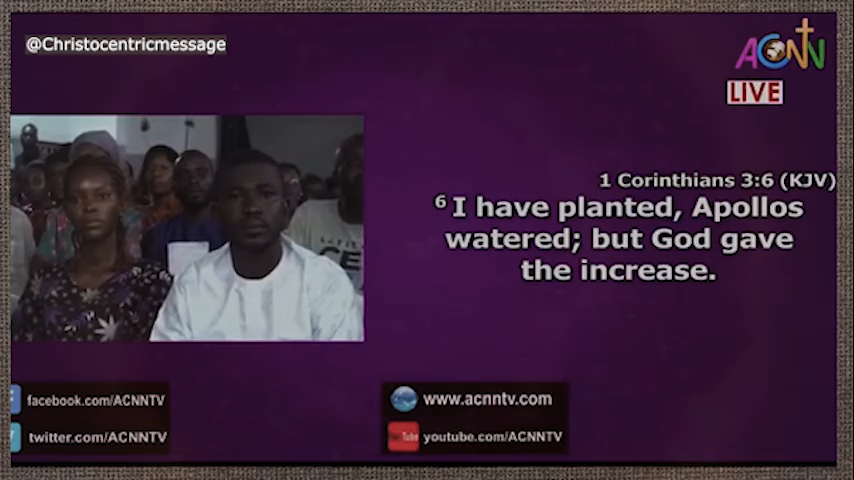 @Christocentricmessage
ACNN
LIVE
1 Corinthians 3:6 (KJV)
6 I have planted, Apollos
watered; but God gave
the increase.
facebook.com/ACNNTV
twitter.com/ACNNTV
www.acnntv.com
YouTube
youtube.com/ACNNTV